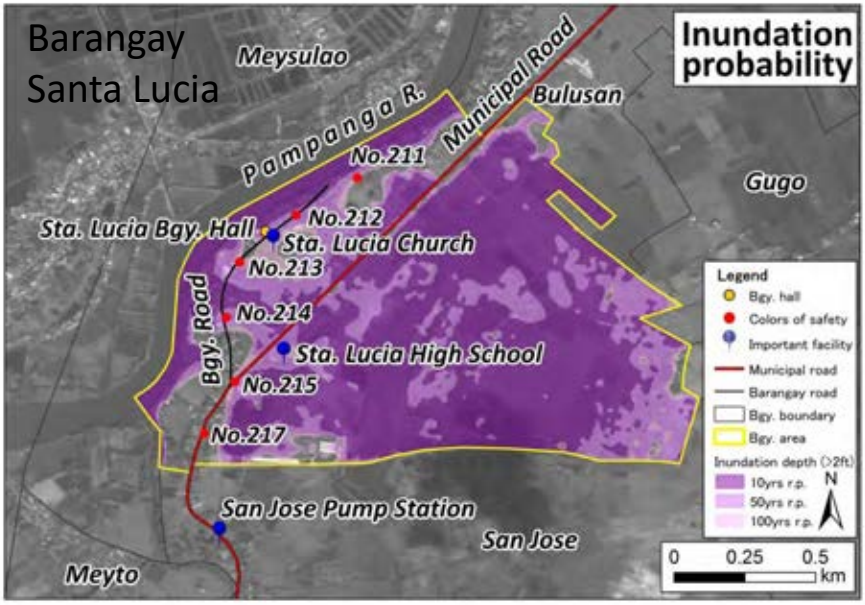 Barangay
Santa Lucia
Inundation
probability
Meysulao
Pampanga R.
Municipal Road
Bulusan
No.211
Gugo
No.212
Sta. Lucia Bgy. Hall
Sta. Lucia Church
No.213
Bgy. Road
No.214
Sta. Lucia High School
No.215
No.217
San Jose Pump Station
San Jose
Meyto
Legend
Bgy. hall
Colors of safety
Important facility
Municipal road
Barangay road
Bgy. boundary
Bgy. area
Inundation depth (>2ft)
10yrs r.p.
50yrs r.p.
100yrs r.p.
N
0 0.25 0.5
km